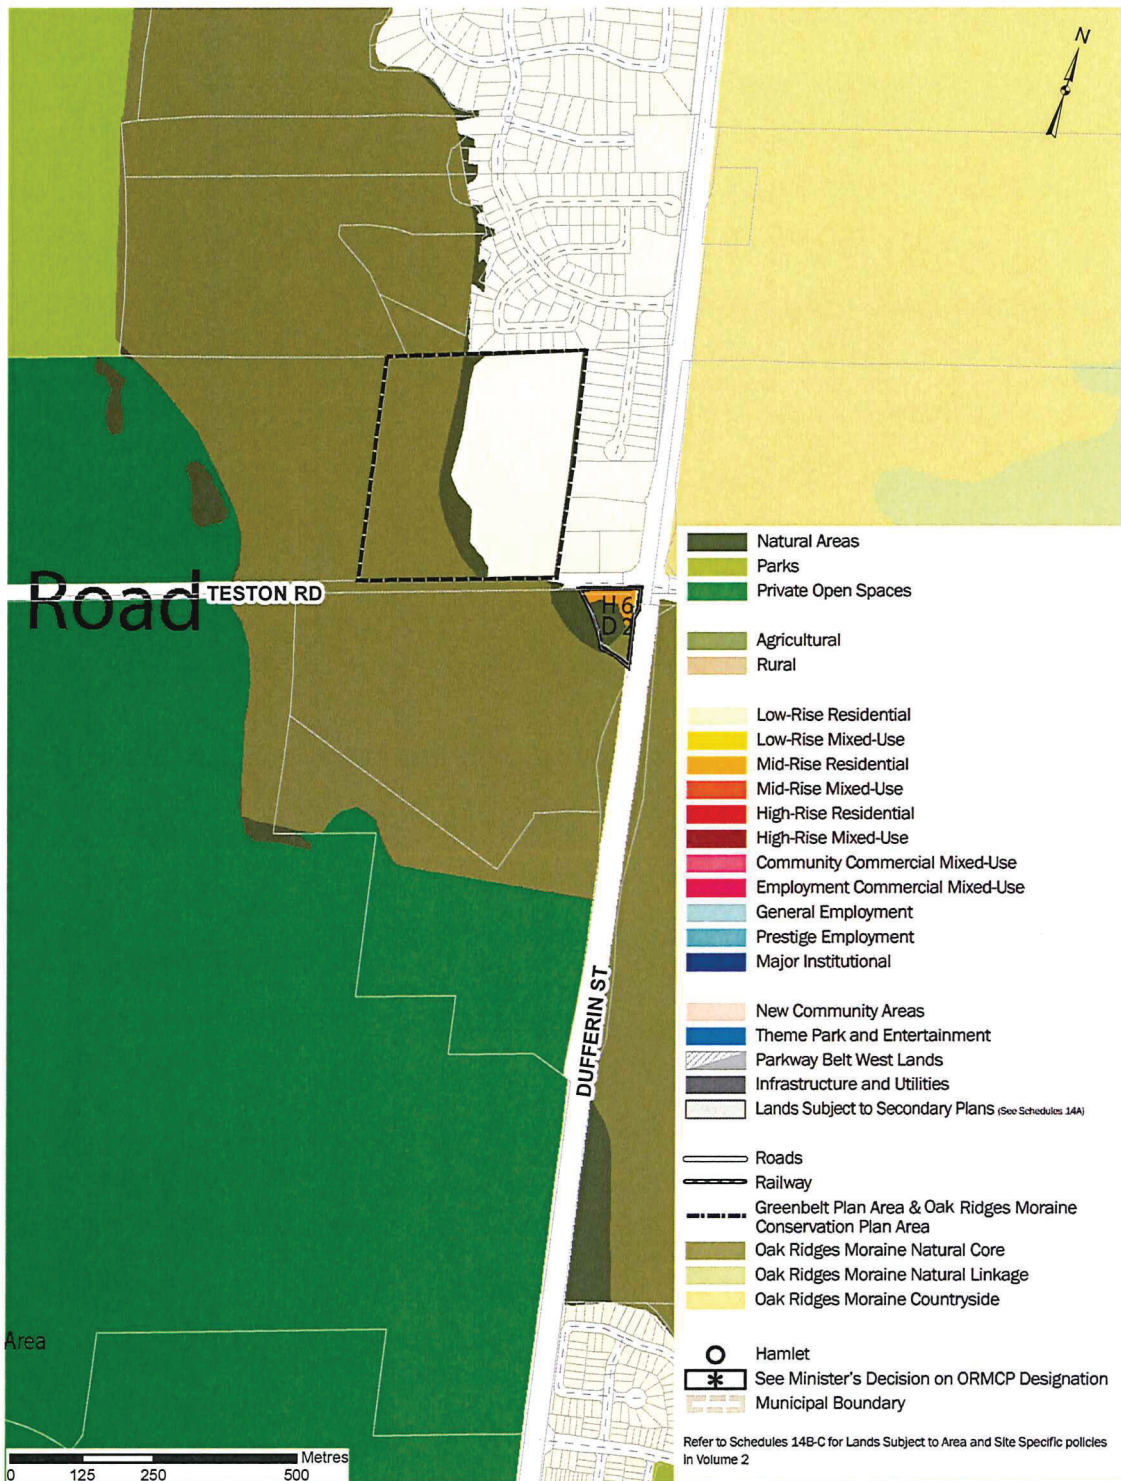 N
Road
TESTON RD
H 6
D 2
DUFFERIN ST
Area
Natural Areas
Parks
Private Open Spaces
Agricultural
Rural
Low-Rise Residential
Low-Rise Mixed-Use
Mid-Rise Residential
Mid-Rise Mixed-Use
High-Rise Residential
High-Rise Mixed-Use
Community Commercial Mixed-Use
Employment Commercial Mixed-Use
General Employment
Prestige Employment
Major Institutional
New Community Areas
Theme Park and Entertainment
Parkway Belt West Lands
Infrastructure and Utilities
Lands Subject to Secondary Plans (See Schedules 14A)
Roads
Railway
Greenbelt Plan Area & Oak Ridges Moraine
Conservation Plan Area
Oak Ridges Moraine Natural Core
Oak Ridges Moraine Natural Linkage
Oak Ridges Moraine Countryside
Hamlet
See Minister's Decision on ORMCP Designation
Municipal Boundary
Refer to Schedules 14B-C for Lands Subject to Area and Site Specific policies
in Volume 2
Metres
0 125 250 500